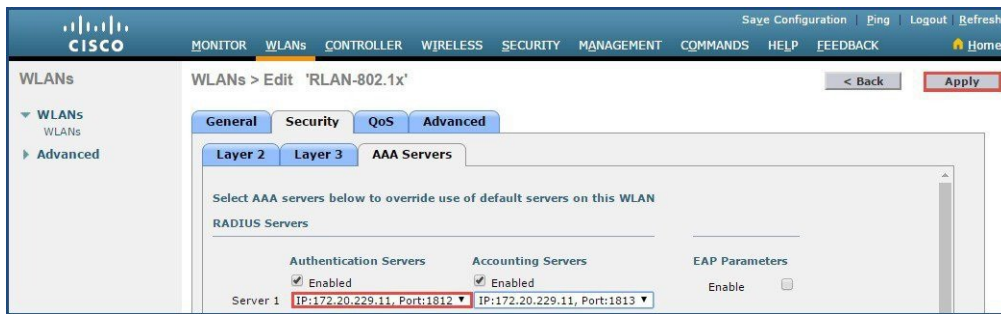 Save Configuration | Ping | Logout | Refresh
CISCO
MONITOR WLANs CONTROLLER WIRELESS SECURITY MANAGEMENT COMMANDS HELP FEEDBACK Home
WLANs
WLANs > Edit 'RLAN-802.1x'
< Back
Apply
WLANs
WLANs
Advanced
General Security QoS Advanced
Layer 2 Layer 3 AAA Servers
Select AAA servers below to override use of default servers on this WLAN
RADIUS Servers
Authentication Servers Accounting Servers EAP Parameters
Enabled Enabled Enable
Server 1 IP:172.20.229.11, Port:1812 IP:172.20.229.11, Port:1813